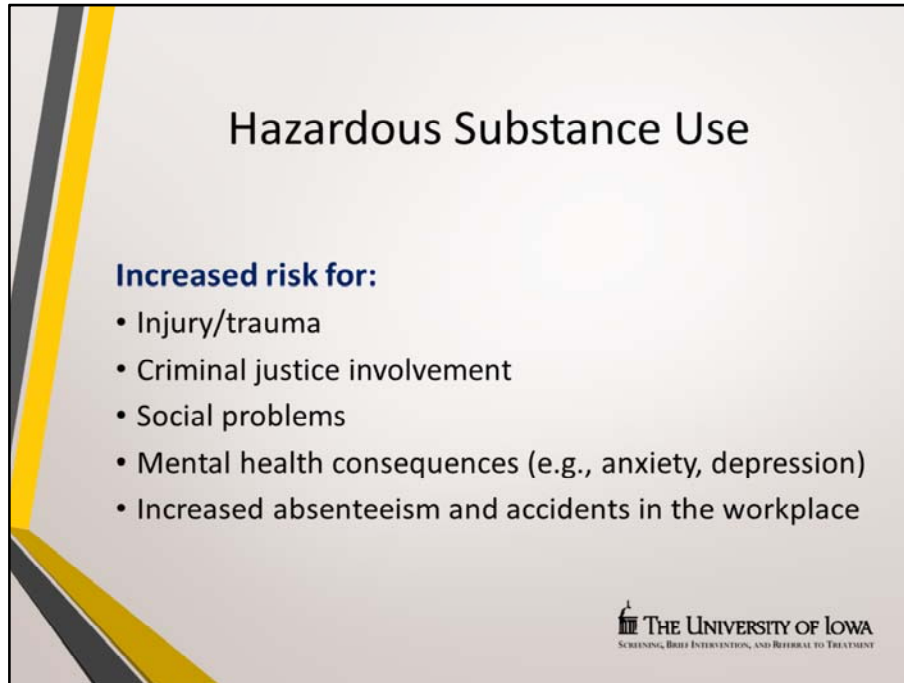 Hazardous Substance Use
Increased risk for:
• Injury/trauma
• Criminal justice involvement
• Social problems
• Mental health consequences (e.g., anxiety, depression)
• Increased absenteeism and accidents in the workplace
THE UNIVERSITY OF IOWA
SCREENING, BRIEF INTERVENTION, AND REFERRAL TO TREATMENT